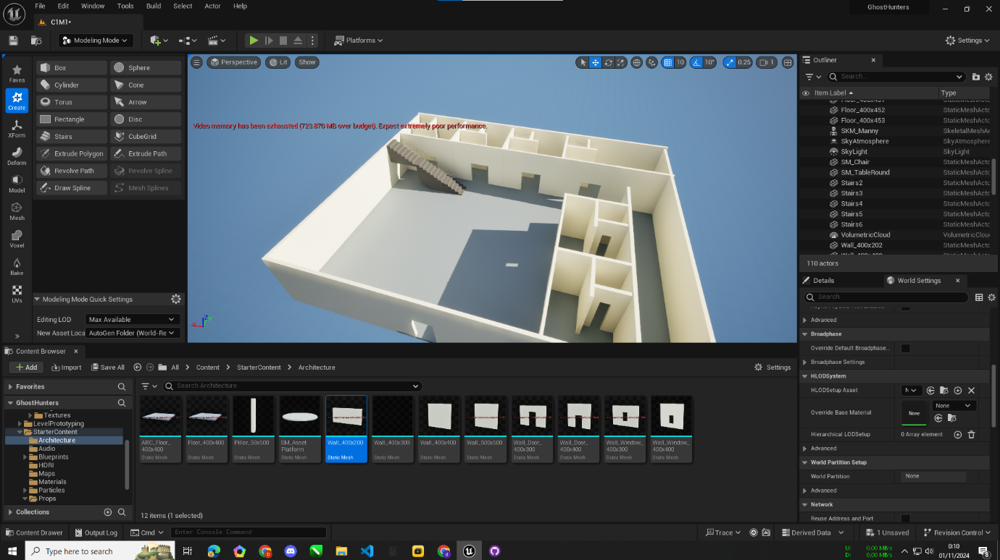 File Edit Window Tools Build Select Actor Help
GhostHunters
C1M1*
Modeling Mode
Platforms
Settings
Faves
Create
XForm
Deform
Model
Mesh
Voxel
Bake
UVs
Box
Sphere
Cylinder
Cone
Torus
Arrow
Rectangle
Disc
Stairs
CubeGrid
Extrude Polygon
Extrude Path
Revolve Path
Revolve Spline
Draw Spline
Mesh Splines
Modeling Mode Quick Settings
Editing LOD
Max Available
New Asset Loca
AutoGen Folder (World-Re
Perspective
Lit
Show
10
10°
0.25
1
Video memory has been exhausted (723.870 MB over budget). Expect extremely poor performance.
Z
X
Outliner
Search...
Item Label
Type
Floor_400x452 StaticMeshActo
Floor_400x453 StaticMeshActo
SKM_Manny SkeletalMeshAc
SkyAtmosphere SkyAtmosphere
SkyLight SkyLight
SM_Chair StaticMeshActo
SM_TableRound StaticMeshActo
Stairs2 StaticMeshActo
Stairs3 StaticMeshActo
Stairs4 StaticMeshActo
Stairs5 StaticMeshActo
Stairs6 StaticMeshActo
VolumetricCloud VolumetricClou
Wall_400x202 StaticMeshActo
110 actors
Details
World Settings
Search
Advanced
Broadphase
Override Default Broadphase...
Broadphase Settings
HLODSystem
HLODSetup Asset
Override Base Material
None
None
Hierarchical LODSetup
0 Array element
Advanced
World Partition Setup
World Partition
None
Advanced
Network
Reuse Address and Port
Content Browser
Add
Import
Save All
All
Content
StarterContent
Architecture
Settings
Favorites
GhostHunters
Textures
LevelPrototyping
StarterContent
Architecture
Audio
Blueprints
HDRI
Maps
Materials
Particles
Props
Collections
Search Architecture
ARC_Floor_
400x400
Static Mesh
Floor_400x400
Static Mesh
Pillar_50x500
Static Mesh
SM_Asset
Platform
Static Mesh
Wall_400x200
Static Mesh
Wall_400x300
Static Mesh
Wall_400x400
Static Mesh
Wall_500x500
Static Mesh
Wall_Door_
400x300
Static Mesh
Wall_Door_
400x400
Static Mesh
Wall_Window_
400x300
Static Mesh
Wall_Window_
400x400
Static Mesh
12 items (1 selected)
Content Drawer
Output Log
Cmd
Enter Console Command
Trace
Derived Data
1 Unsaved
Revision Control
Type here to search
U: 0.00 MB/s
D: 0.00 MB/s
0:10
01/11/2024
8